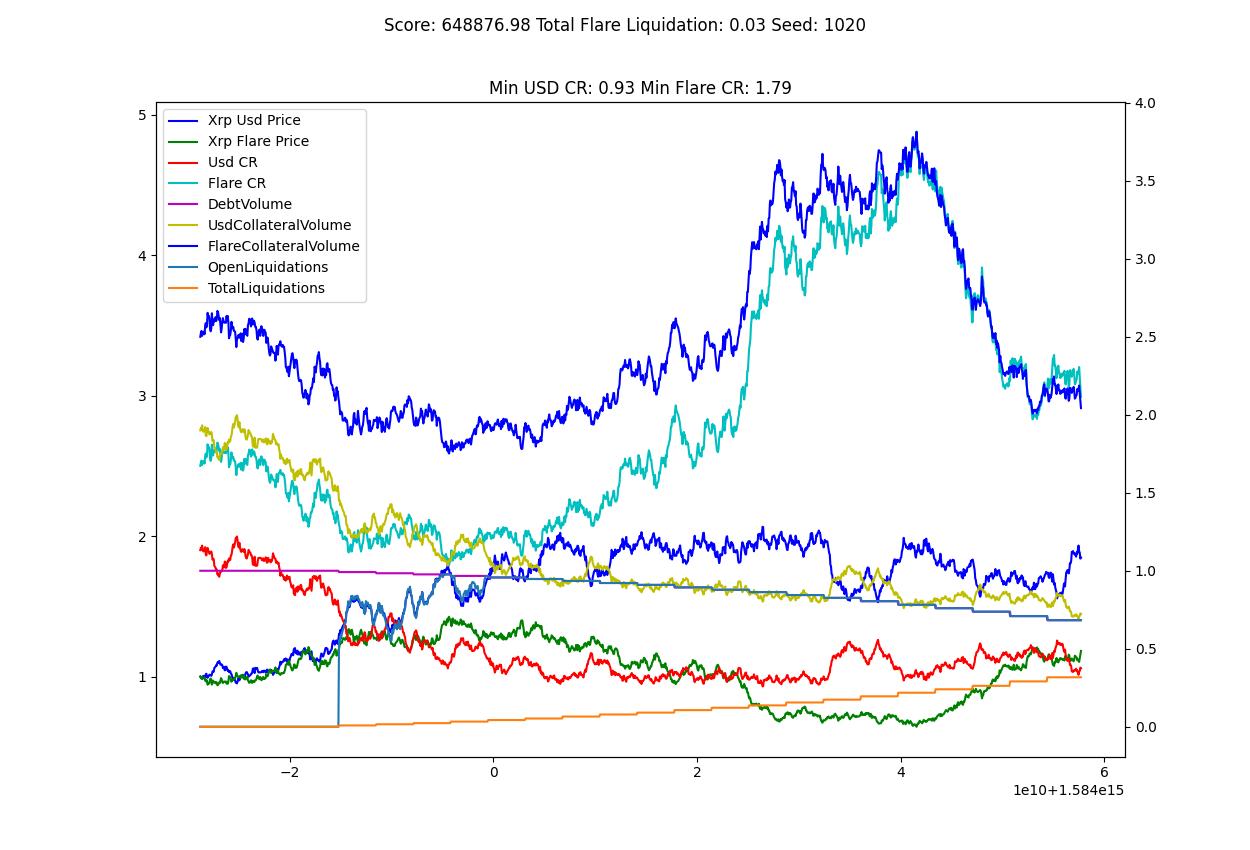 Score: 648876.98 Total Flare Liquidation: 0.03 Seed: 1020
Min USD CR: 0.93 Min Flare CR: 1.79
Xrp Usd Price
Xrp Flare Price
Usd CR
Flare CR
DebtVolume
UsdCollateralVolume
FlareCollateralVolume
OpenLiquidations
TotalLiquidations
5
4
3
2
1
4.0
3.5
3.0
2.5
2.0
1.5
1.0
0.5
0.0
−2 0 2 4 6
1e10+1.584e15